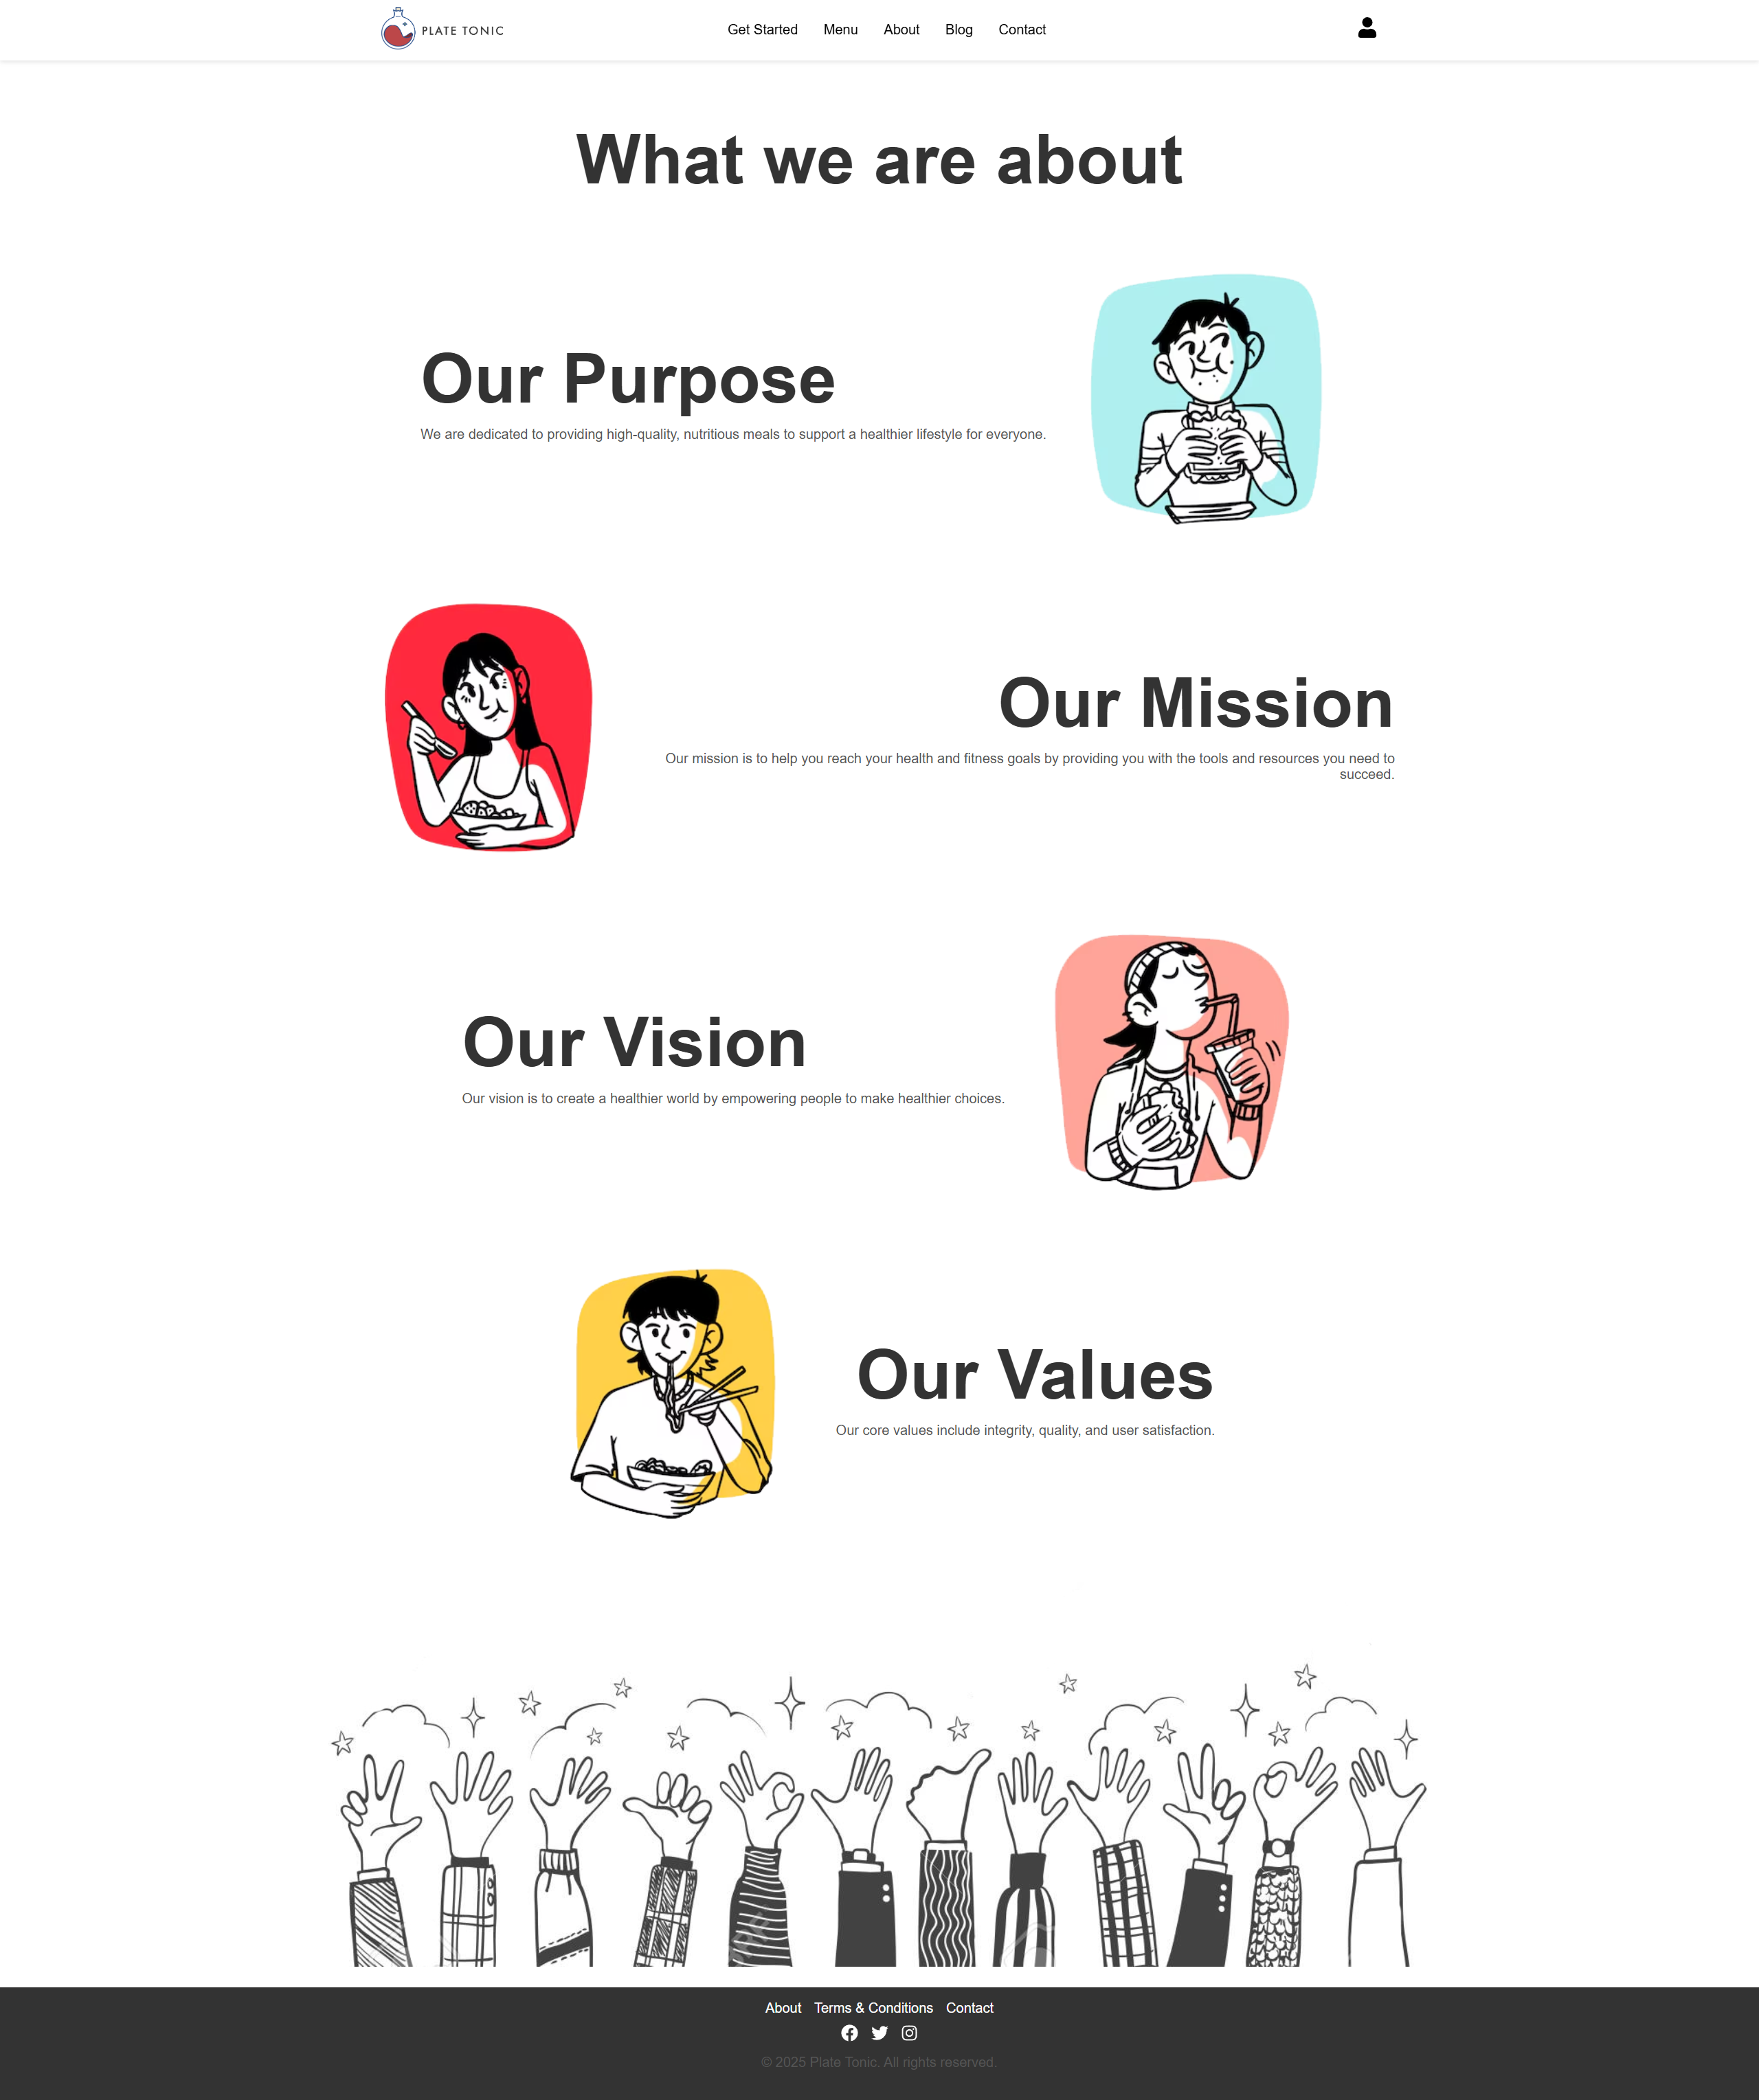 PLATE TONIC
Get Started Menu About Blog Contact
What we are about
Our Purpose
We are dedicated to providing high-quality, nutritious meals to support a healthier lifestyle for everyone.
Our Mission
Our mission is to help you reach your health and fitness goals by providing you with the tools and resources you need to
succeed.
Our Vision
Our vision is to create a healthier world by empowering people to make healthier choices.
Our Values
Our core values include integrity, quality, and user satisfaction.
About Terms & Conditions Contact
© 2025 Plate Tonic. All rights reserved.